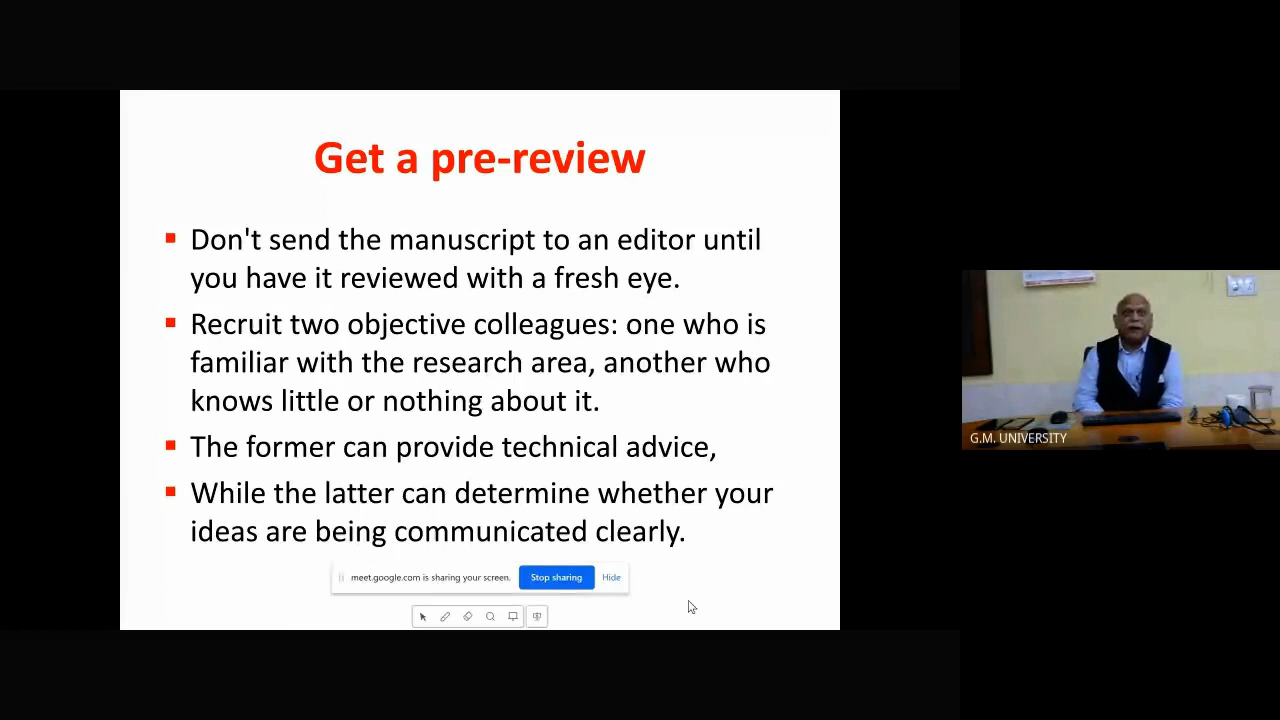 Get a pre-review
Don't send the manuscript to an editor until
you have it reviewed with a fresh eye.
Recruit two objective colleagues: one who is
familiar with the research area, another who
knows little or nothing about it.
The former can provide technical advice,
While the latter can determine whether your
ideas are being communicated clearly.
meet.google.com is sharing your screen. Stop sharing Hide
G.M. UNIVERSITY